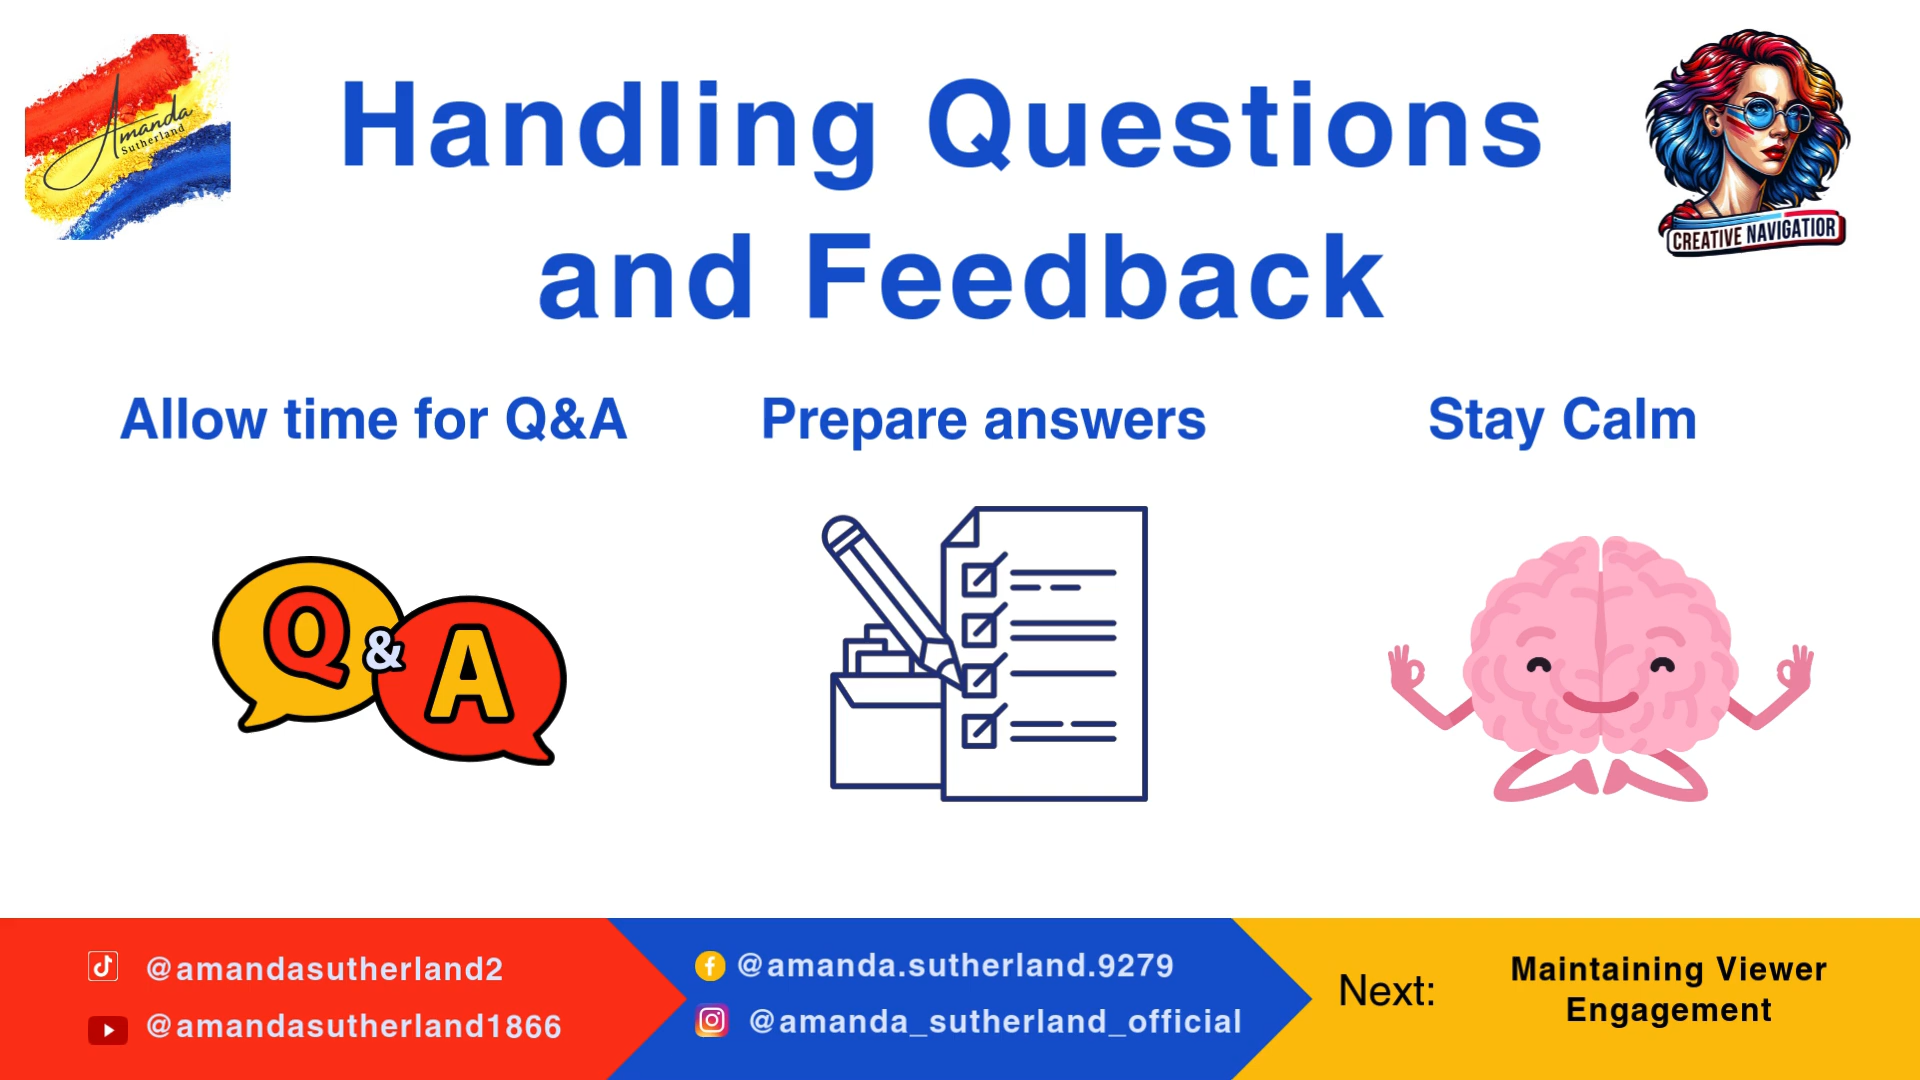 Amanda
Sutherland
Handling Questions
and Feedback
CREATIVE NAVIGATIOR
Allow time for Q&A
Prepare answers
Stay Calm
Q & A
@amandasutherland2
@amandasutherland1866
@amanda.sutherland.9279
@amanda_sutherland_official
Next:
Maintaining Viewer
Engagement